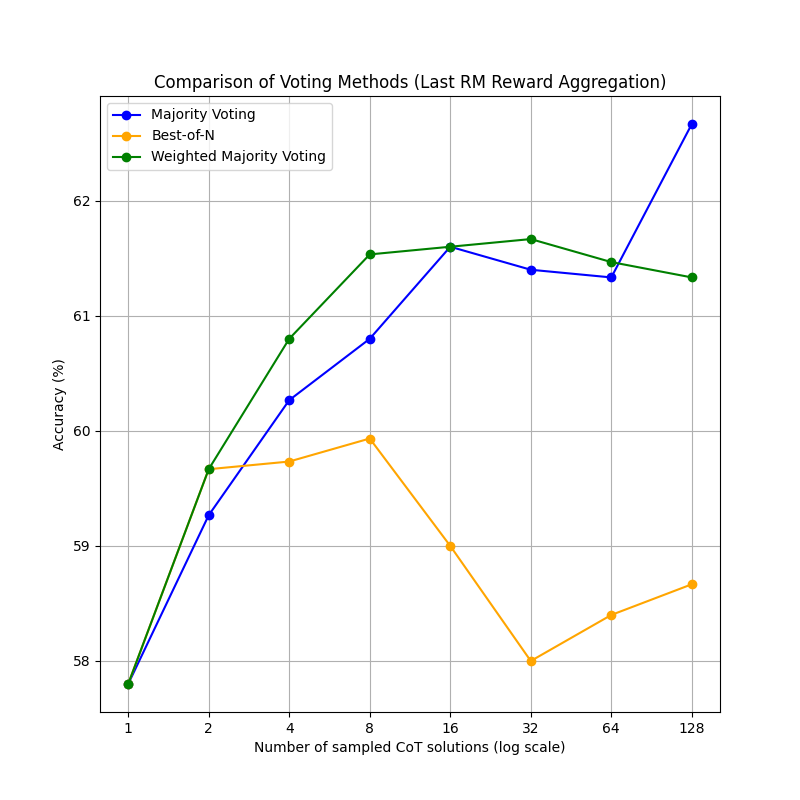 Comparison of Voting Methods (Last RM Reward Aggregation)
Majority Voting
Best-of-N
Weighted Majority Voting
62
61
60
59
58
Accuracy (%)
1 2 4 8 16 32 64 128
Number of sampled CoT solutions (log scale)